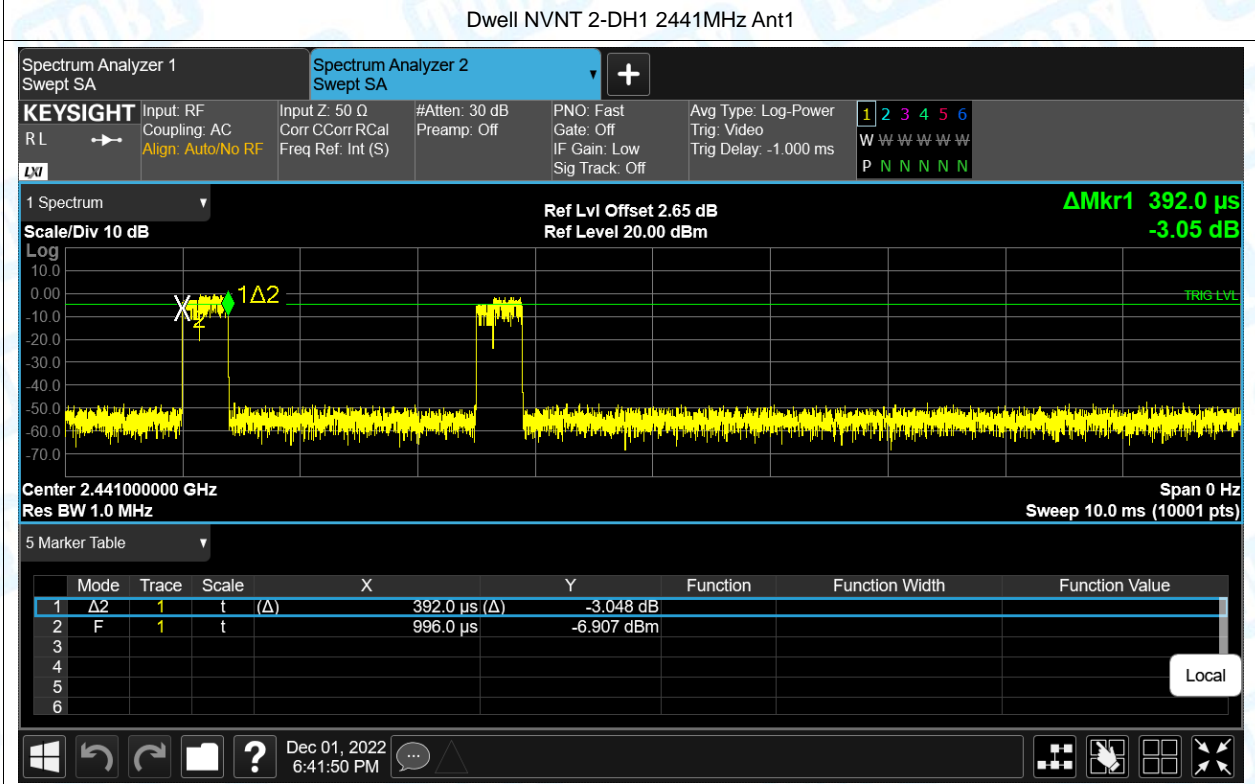 Dwell NVNT 2-DH1 2441MHz Ant1
Spectrum Analyzer 1
Swept SA
Spectrum Analyzer 2
Swept SA
KEYSIGHT
RL
LXI
Input: RF
Coupling: AC
Align: Auto/No RF
Input Z: 50 Ω
Corr CCorr RCal
Freq Ref: Int (S)
#Atten: 30 dB
Preamp: Off
PNO: Fast
Gate: Off
IF Gain: Low
Sig Track: Off
Avg Type: Log-Power
Trig: Video
Trig Delay: -1.000 ms
1 2 3 4 5 6
W W W W W W
P N N N N N
1 Spectrum
Scale/Div 10 dB
Ref Lvl Offset 2.65 dB
Ref Level 20.00 dBm
ΔMkr1 392.0 µs
-3.05 dB
Log
10.0
0.00
-10.0
-20.0
-30.0
-40.0
-50.0
-60.0
-70.0
1Δ2
X2
TRIG LVL
Center 2.441000000 GHz
Res BW 1.0 MHz
Span 0 Hz
Sweep 10.0 ms (10001 pts)
5 Marker Table
Mode Trace Scale X Y Function Function Width Function Value
1 Δ2 1 t (Δ) 392.0 µs (Δ) -3.048 dB
2 F 1 t 996.0 µs -6.907 dBm
3
4
5
6
Local
?
Dec 01, 2022
6:41:50 PM